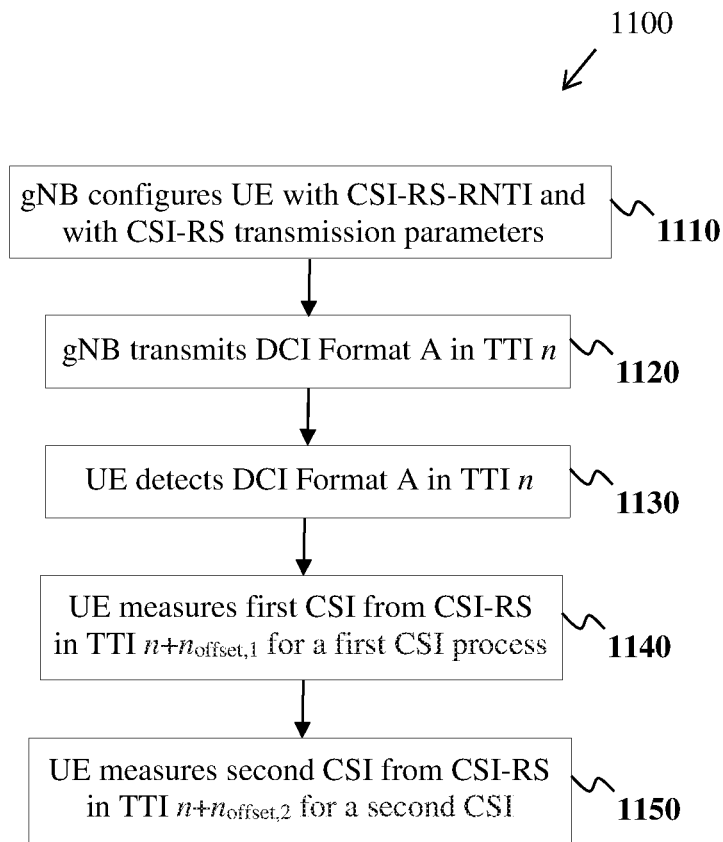 1100
gNB configures UE with CSI-RS-RNTI and
with CSI-RS transmission parameters
1110
gNB transmits DCI Format A in TTI n
1120
UE detects DCI Format A in TTI n
1130
UE measures first CSI from CSI-RS
in TTI n+noffset,1 for a first CSI process
1140
UE measures second CSI from CSI-RS
in TTI n+noffset,2 for a second CSI
1150